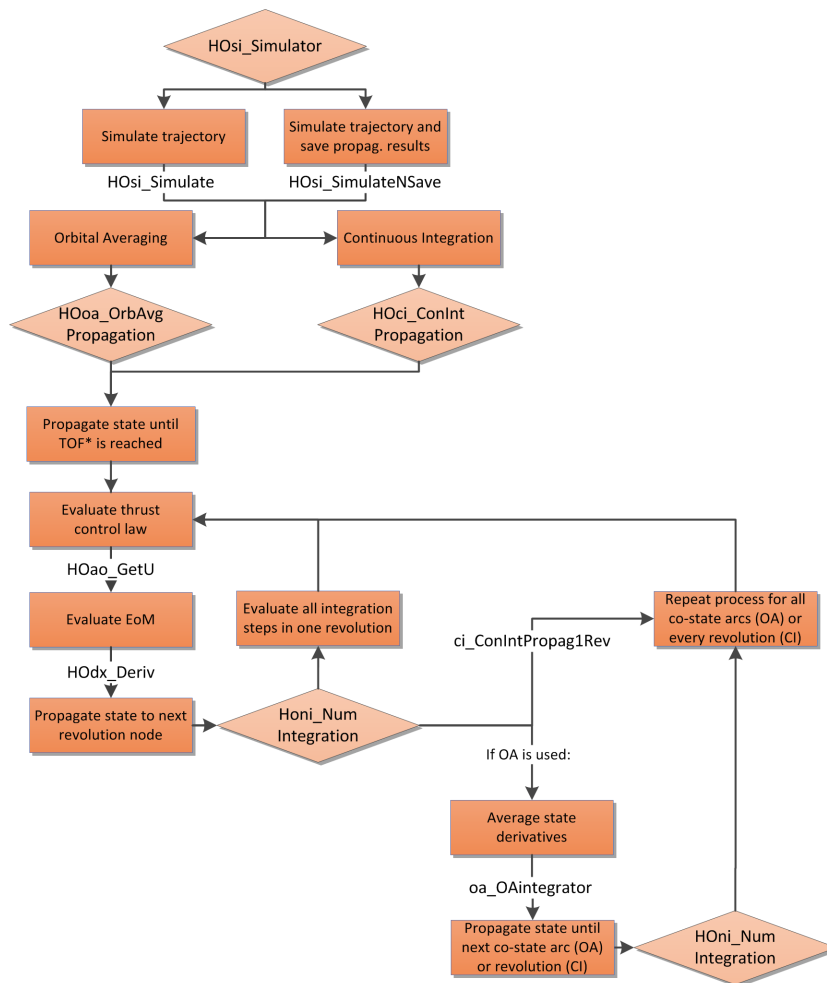 HOsi_Simulator
Simulate trajectory
Simulate trajectory and
save propag. results
HOsi_Simulate
HOsi_SimulateNSave
Orbital Averaging
Continuous Integration
HOoa_OrbAvg
Propagation
HOci_ConInt
Propagation
Propagate state until
TOF* is reached
Evaluate thrust
control law
HOao_GetU
Evaluate EoM
Evaluate all integration
steps in one revolution
Repeat process for all
co-state arcs (OA) or
every revolution (CI)
ci_ConIntPropag1Rev
HOdx_Deriv
Propagate state to next
revolution node
Honi_Num
Integration
If OA is used:
Average state
derivatives
oa_OAintegrator
Propagate state until
next co-state arc (OA)
or revolution (CI)
HOni_Num
Integration